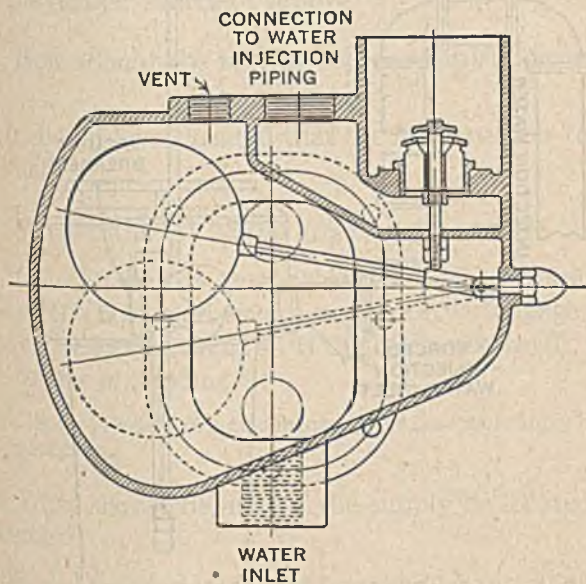 CONNECTION
TO WATER
INJECTION
PIPING
VENT
WATER
INLET